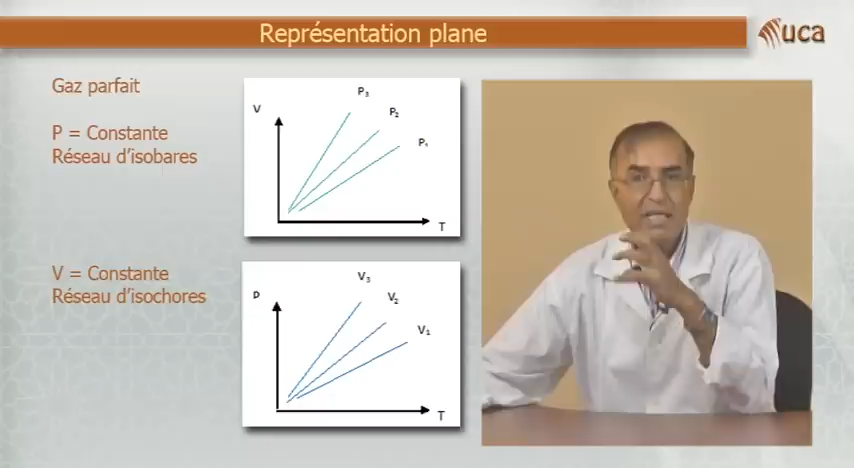 Représentation plane
uca
Gaz parfait
P = Constante
Réseau d'isobares
V
P₃
P₂
P₁
T
V = Constante
Réseau d'isochores
P
V₃
V₂
V₁
T